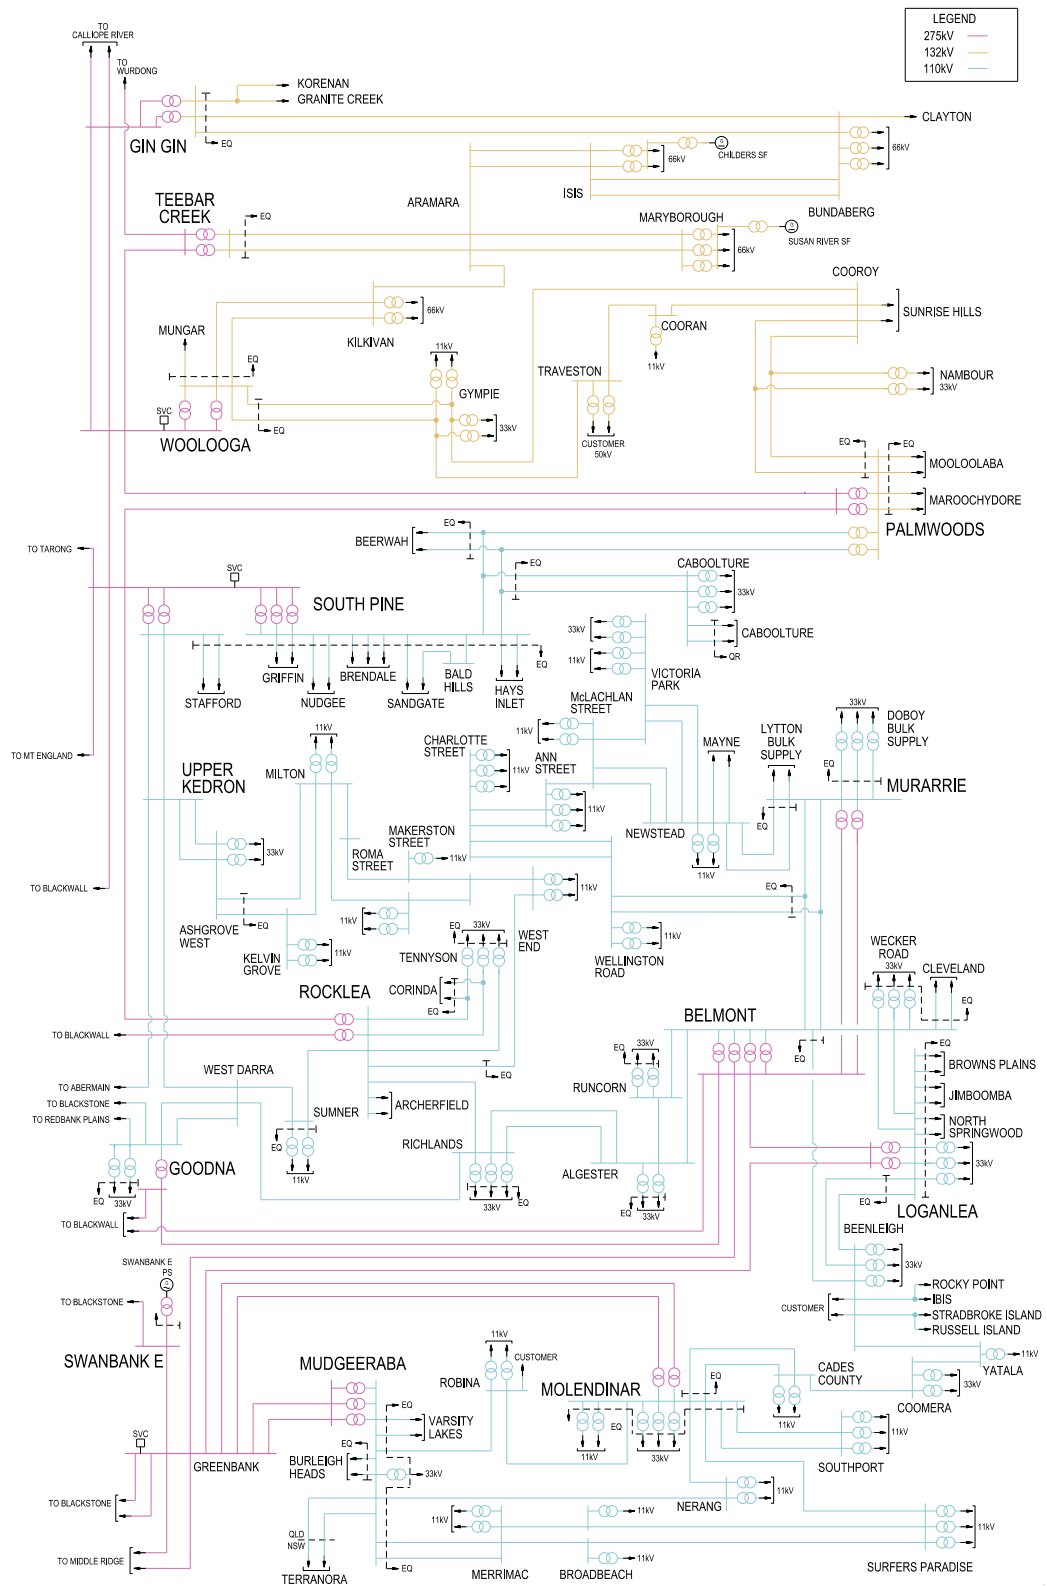 TO
CALLIOPE RIVER
LEGEND
275kV
132kV
110kV
TO
WURDONG
KORENAN
GRANITE CREEK
CLAYTON
GIN GIN
EQ
66kV
G
CHILDERS SF
66kV
ISIS
ARAMARA
BUNDABERG
TEEBAR
CREEK
EQ
EQ
MARYBOROUGH
G
SUSAN RIVER SF
66kV
COOROY
66kV
SUNRISE HILLS
MUNGAR
KILKIVAN
COORAN
EQ
11kV
11kV
TRAVESTON
NAMBOUR
33kV
GYMPIE
SVC
EQ
33kV
WOOLOOGA
CUSTOMER
50kV
EQ
EQ
MOOLOOLABA
MAROOCHYDORE
PALMWOODS
EQ
BEERWAH
TO TARONG
SVC
EQ
CABOOLTURE
33kV
SOUTH PINE
33kV
CABOOLTURE
QR
11kV
EQ
VICTORIA
PARK
GRIFFIN
BRENDALE
BALD
HILLS
STAFFORD
NUDGEE
SANDGATE
HAYS
INLET
McLACHLAN
STREET
33kV
DOBOY
BULK
SUPPLY
11kV
CHARLOTTE
STREET
11kV
MAYNE
LYTTON
BULK
SUPPLY
TO MT ENGLAND
ANN
STREET
UPPER
KEDRON
MILTON
11kV
EQ
MURARRIE
11kV
EQ
MAKERSTON
STREET
NEWSTEAD
33kV
ROMA
STREET
11kV
11kV
TO BLACKWALL
11kV
EQ
11kV
ASHGROVE
WEST
EQ
33kV
WEST
END
11kV
WECKER
ROAD
KELVIN
GROVE
11kV
EQ
TENNYSON
WELLINGTON
ROAD
33kV
CLEVELAND
ROCKLEA
CORINDA
EQ
EQ
BELMONT
TO BLACKWALL
EQ
EQ
EQ
33kV
EQ
BROWNS PLAINS
WEST DARRA
RUNCORN
TO ABERMAIN
JIMBOOMBA
TO BLACKSTONE
ARCHERFIELD
TO REDBANK PLAINS
SUMNER
NORTH
SPRINGWOOD
EQ
RICHLANDS
GOODNA
11kV
ALGESTER
33kV
EQ
33kV
33kV
EQ
EQ
33kV
EQ
LOGANLEA
TO BLACKWALL
BEENLEIGH
33kV
SWANBANK E
PS
G
ROCKY POINT
TO BLACKSTONE
IBIS
CUSTOMER
STRADBROKE ISLAND
RUSSELL ISLAND
11kV
SWANBANK E
MUDGEERABA
CUSTOMER
11kV
YATALA
ROBINA
EQ
CADES
COUNTY
33kV
MOLENDINAR
COOMERA
EQ
VARSITY
LAKES
EQ
11kV
SVC
EQ
11kV
BURLEIGH
HEADS
11kV
33kV
SOUTHPORT
GREENBANK
33kV
11kV
NERANG
TO BLACKSTONE
11kV
11kV
QLD
NSW
TO MIDDLE RIDGE
11kV
EQ
TERRANORA
MERRIMAC
BROADBEACH
SURFERS PARADISE